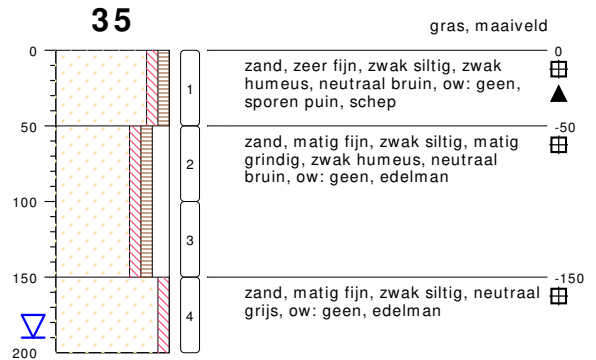 35
gras, maaiveld
0
0
zand, zeer fijn, zwak siltig, zwak
humeus, neutraal bruin, ow: geen,
sporen puin, schep
1
50
-50
zand, matig fijn, zwak siltig, matig
grindig, zwak humeus, neutraal
bruin, ow: geen, edelman
2
100
3
150
-150
zand, matig fijn, zwak siltig, neutraal
grijs, ow: geen, edelman
4
200